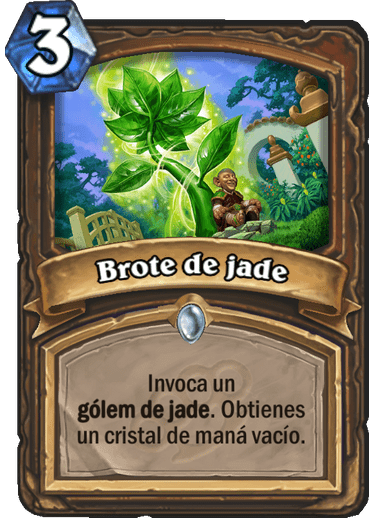 3
Brote de jade
Invoca un
gólem de jade. Obtienes
un cristal de maná vacío.